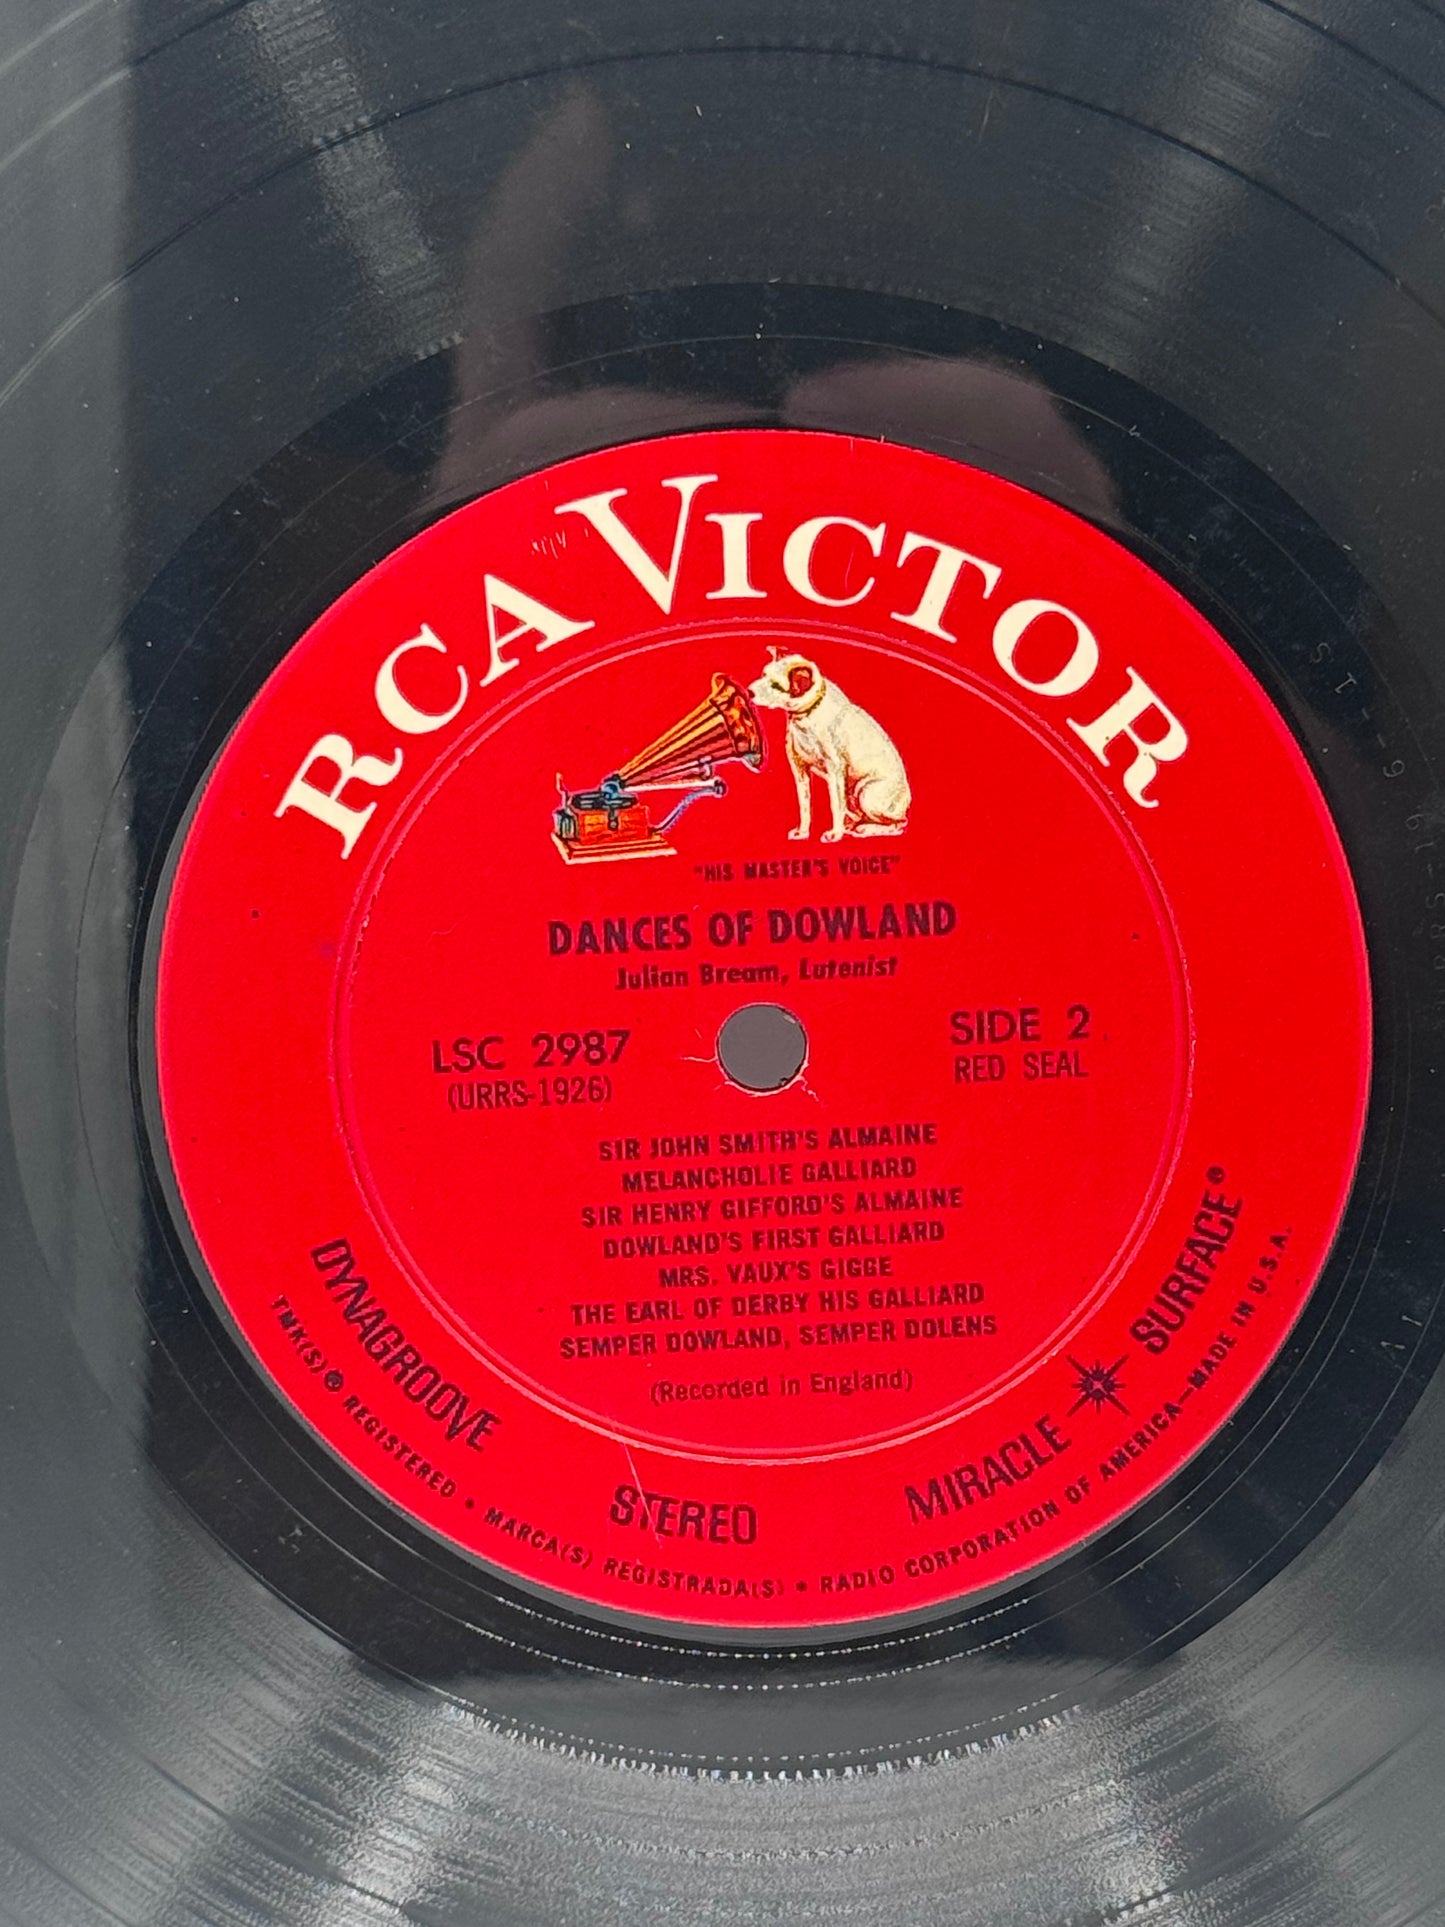 RCA VICTOR
"HIS MASTER'S VOICE"
DANCES OF DOWLAND
Julian Bream, Lutenist
LSC 2987
(URRS-1926)
SIDE 2
RED SEAL
SIR JOHN SMITH'S ALMAINE
MELANCHOLIE GALLIARD
SIR HENRY GIFFORD'S ALMAINE
DOWLAND'S FIRST GALLIARD
MRS. VAUX'S GIGGE
THE EARL OF DERBY HIS GALLIARD
SEMPER DOWLAND, SEMPER DOLENS
(Recorded in England)
DYNAGROOVE
STEREO
MIRACLE SURFACE®
TMK(S) ® REGISTERED • MARCA(S) REGISTRADA(S) • RADIO CORPORATION OF AMERICA—MADE IN U.S.A.